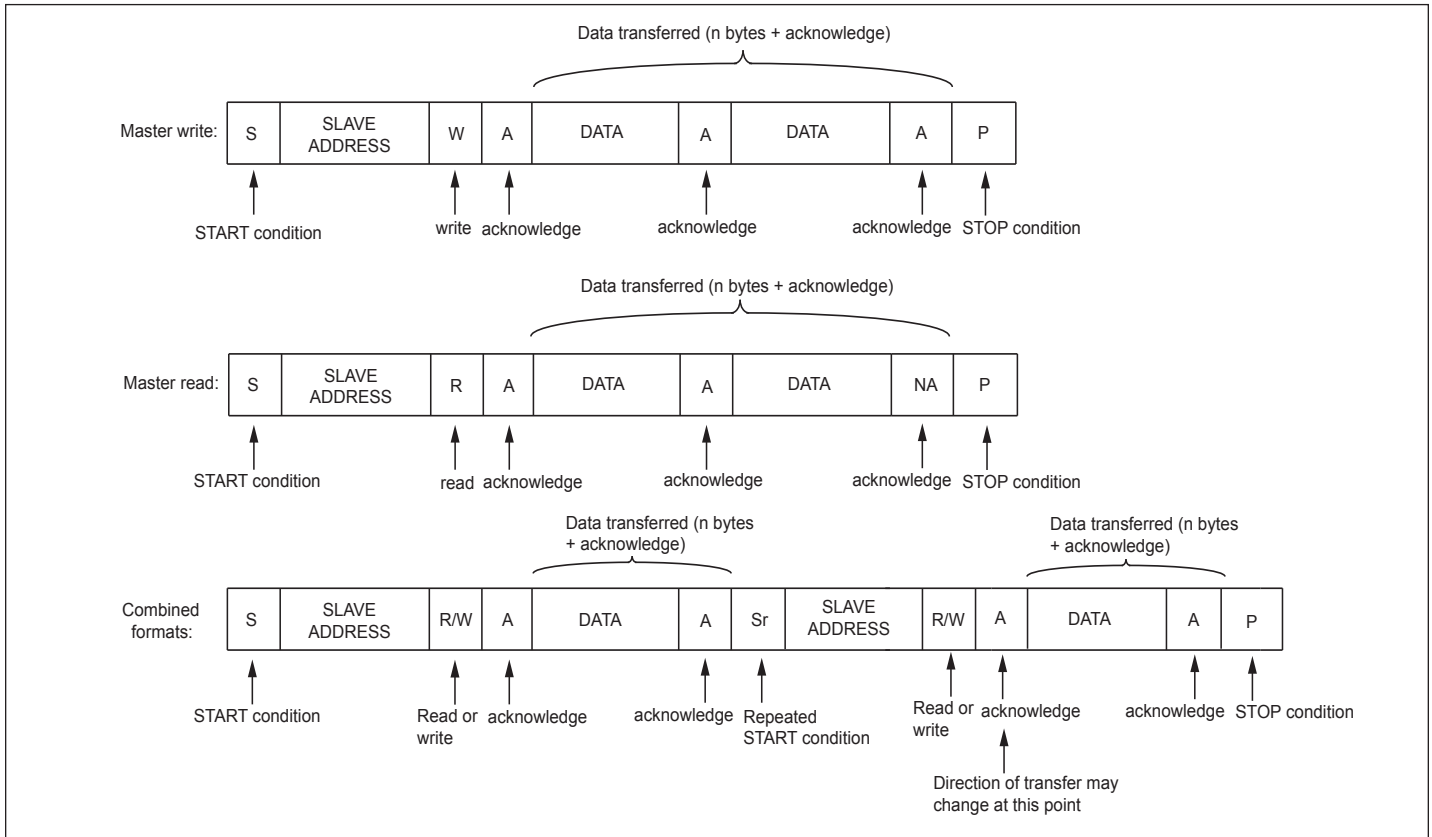 Data transferred (n bytes + acknowledge)
Master write:
S
SLAVE
ADDRESS
W
A
DATA
A
DATA
A
P
START condition
write
acknowledge
acknowledge
acknowledge
STOP condition
Data transferred (n bytes + acknowledge)
Master read:
S
SLAVE
ADDRESS
R
A
DATA
A
DATA
NA
P
START condition
read
acknowledge
acknowledge
acknowledge
STOP condition
Data transferred (n bytes
+ acknowledge)
Data transferred (n bytes
+ acknowledge)
Combined
formats:
S
SLAVE
ADDRESS
R/W
A
DATA
A
Sr
SLAVE
ADDRESS
R/W
A
DATA
A
P
START condition
Read or
write
acknowledge
acknowledge
Repeated
START condition
Read or
write
acknowledge
acknowledge
STOP condition
Direction of transfer may
change at this point